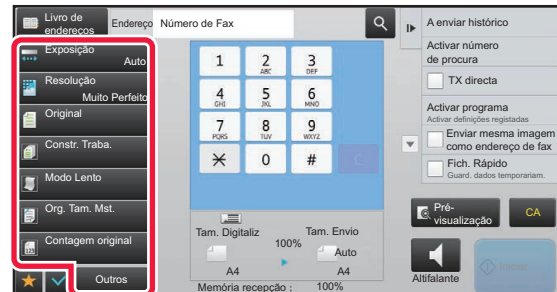 Livro de
endereços
Endereço
Número de Fax
Exposição
Auto
Resolução
Muito Perfeito
Original
Constr. Traba.
Modo Lento
Org. Tam. Mst.
Contagem original
Outros
1
2
ABC
3
DEF
4
GHI
5
JKL
6
MNO
7
PQRS
8
TUV
9
WXYZ
0
#
C
Tam. Digitaliz
100%
Tam. Envio
Auto
A4
A4
Memória recepção :
100%
A enviar histórico
Activar número
de procura
TX directa
Activar programa
Activar definições registadas
Enviar mesma imagem
como endereço de fax
Fich. Rápido
Guard. dados temporariam.
Pré-
visualização
CA
Altifalante